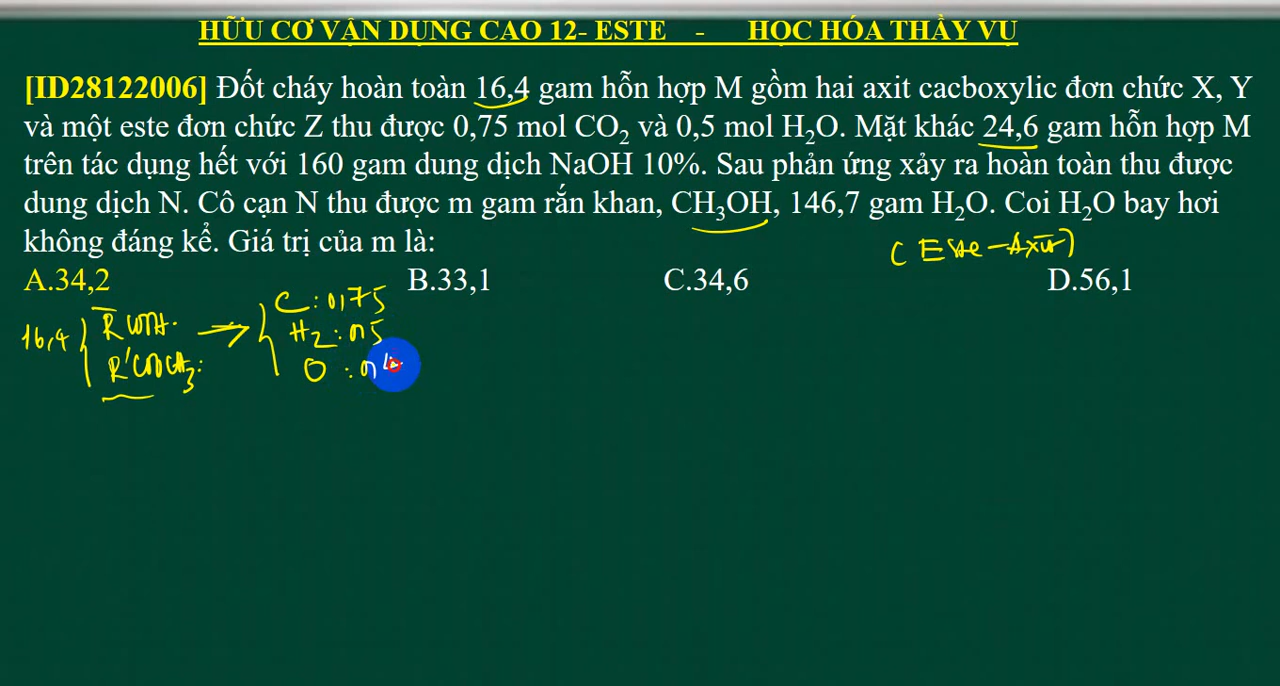 HỮU CƠ VẬN DỤNG CAO 12- ESTE - HỌC HÓA THẦY VỤ
[ID28122006] Đốt cháy hoàn toàn 16,4 gam hỗn hợp M gồm hai axit cacboxylic đơn chức X, Y
và một este đơn chức Z thu được 0,75 mol CO₂ và 0,5 mol H₂O. Mặt khác 24,6 gam hỗn hợp M
trên tác dụng hết với 160 gam dung dịch NaOH 10%. Sau phản ứng xảy ra hoàn toàn thu được
dung dịch N. Cô cạn N thu được m gam rắn khan, CH₃OH, 146,7 gam H₂O. Coi H₂O bay hơi
không đáng kể. Giá trị của m là:
( Este - Axit )
A.34,2 B.33,1 C.34,6 D.56,1
C : 0,75
16,4 R̅COOH.
H₂ : 0,5
R'COOCH₃:
O : 0,4